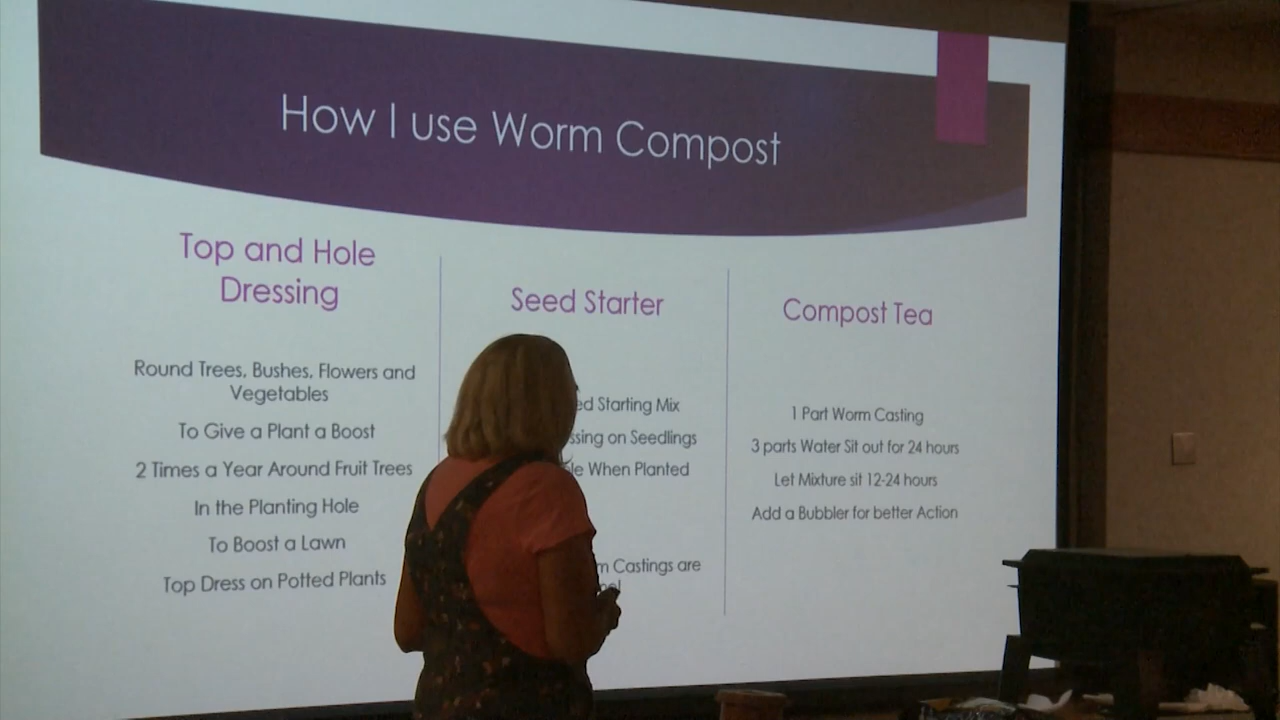 How I use Worm Compost
Top and Hole
Dressing
Round Trees, Bushes, Flowers and
Vegetables
To Give a Plant a Boost
2 Times a Year Around Fruit Trees
In the Planting Hole
To Boost a Lawn
Top Dress on Potted Plants
Seed Starter
Starting Mix
on Seedlings
When Planted
Castings are
Compost Tea
1 Part Worm Casting
3 parts Water Sit out for 24 hours
Let Mixture sit 12-24 hours
Add a Bubbler for better Action